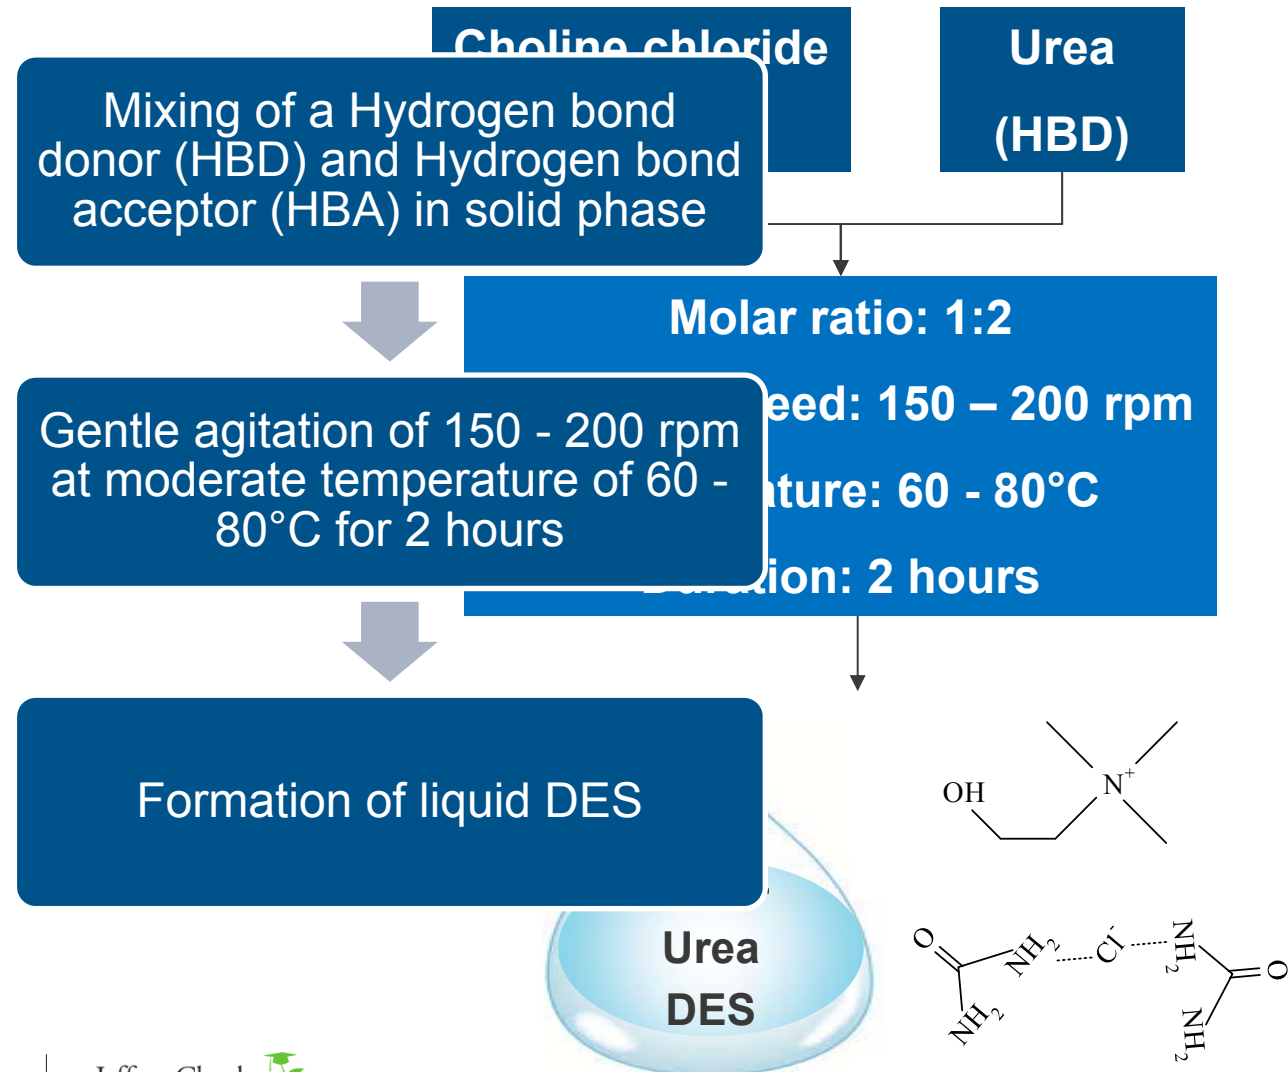 Choline chloride
Urea
(HBD)
Mixing of a Hydrogen bond
donor (HBD) and Hydrogen bond
acceptor (HBA) in solid phase
Molar ratio: 1:2
eed: 150 – 200 rpm
Gentle agitation of 150 - 200 rpm
at moderate temperature of 60 -
80°C for 2 hours
ature: 60 - 80°C
Duration: 2 hours
Formation of liquid DES
OH
N+
Urea
DES
O
NH2
Cl-
NH2
O
NH2
NH2